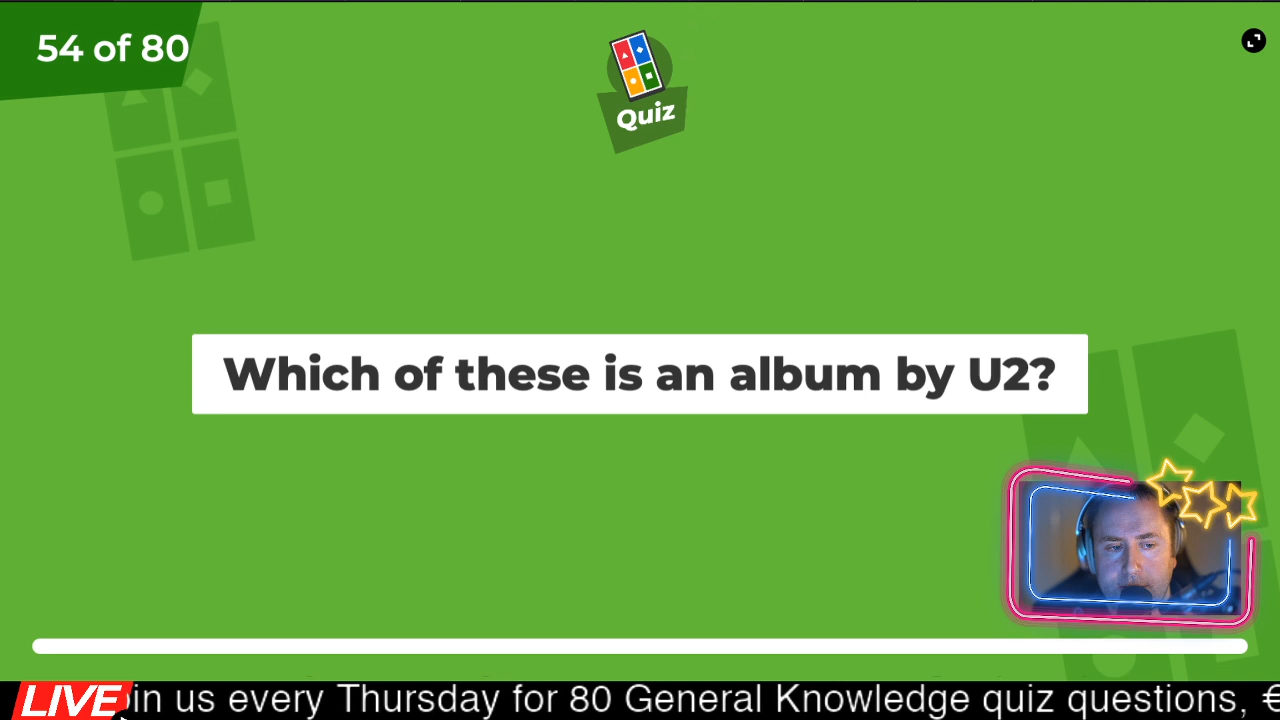 54 of 80
Quiz
Which of these is an album by U2?
LIVE in us every Thursday for 80 General Knowledge quiz questions, €